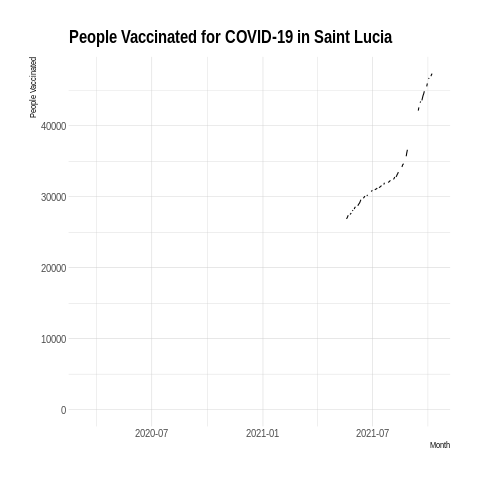 People Vaccinated for COVID-19 in Saint Lucia
People Vaccinated
40000
30000
20000
10000
0
2020-07 2021-01 2021-07
Month